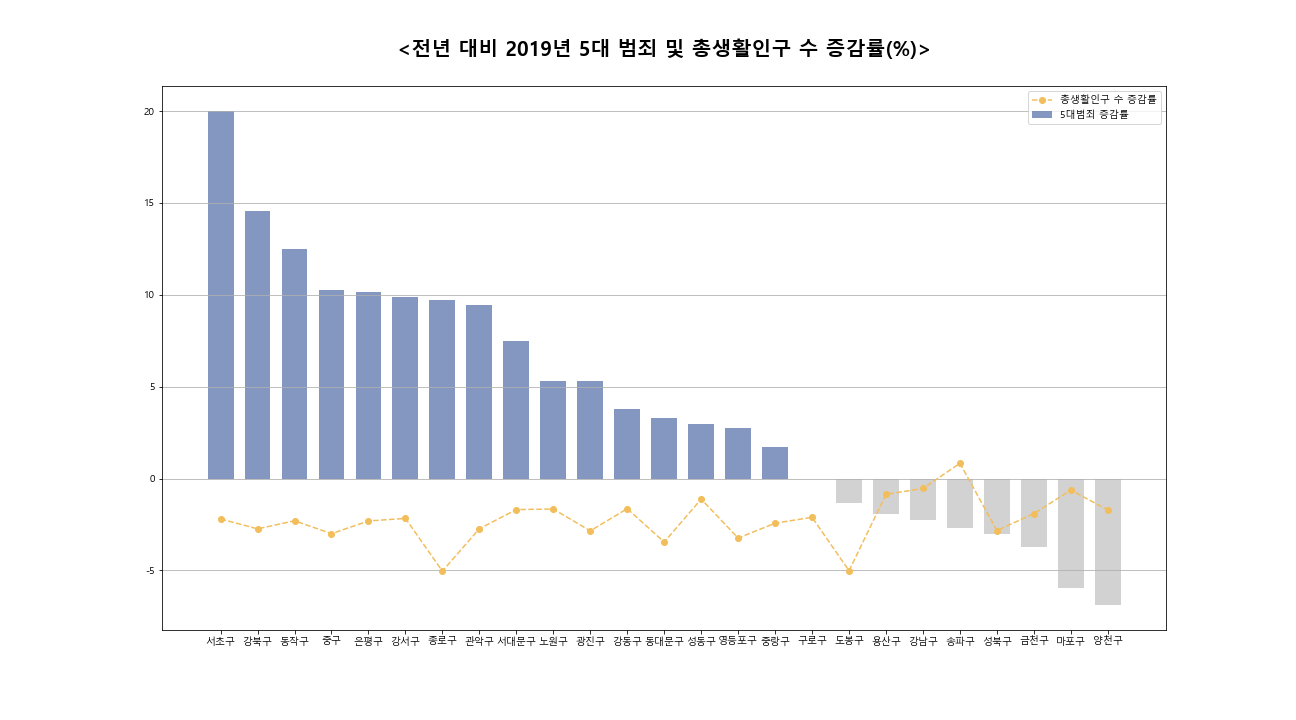 <전년 대비 2019년 5대 범죄 및 총생활인구 수 증감률(%)>
총생활인구 수 증감률
5대범죄 증감률
20
15
10
5
0
-5
서초구 강북구 동작구 중구 은평구 강서구 종로구 관악구 서대문구 노원구 광진구 강동구 동대문구 성동구 영등포구 중랑구 구로구 도봉구 용산구 강남구 송파구 성북구 금천구 마포구 양천구